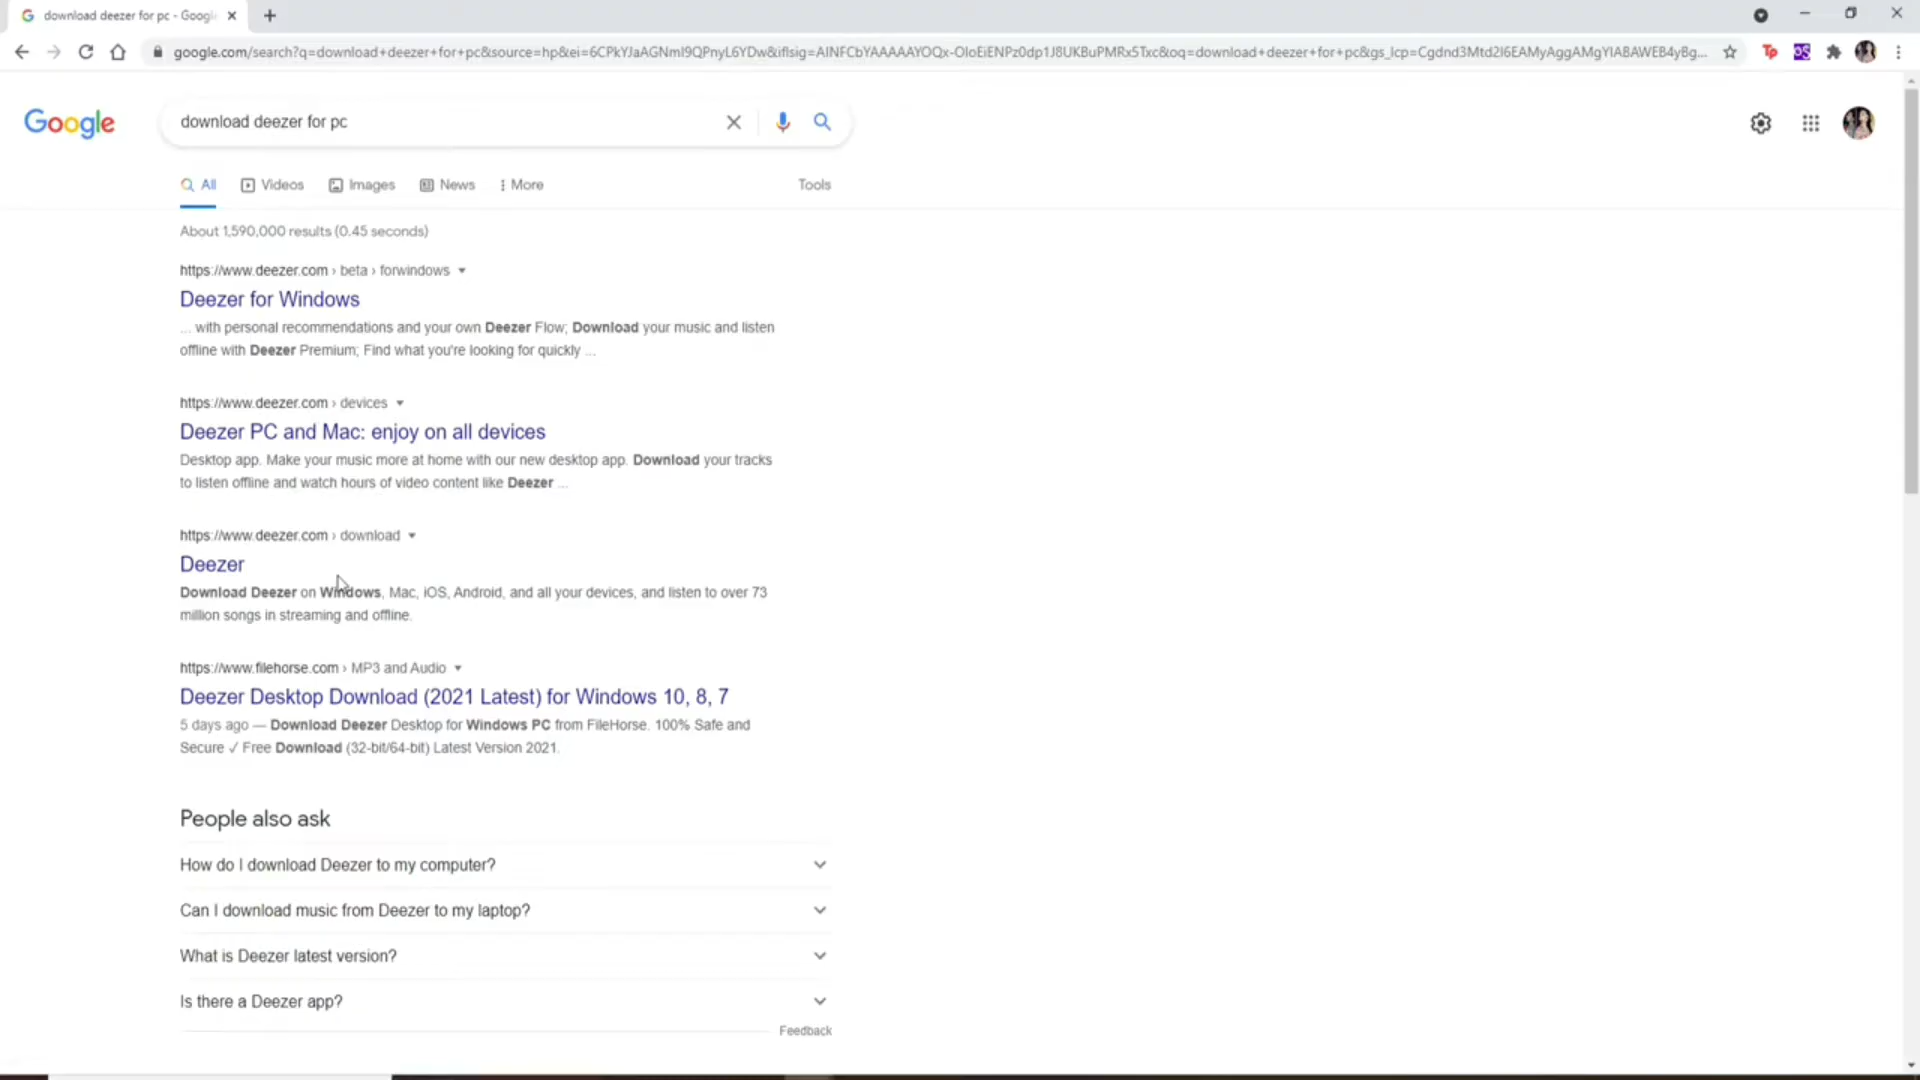 download deezer for pc - Googl
google.com/search?q=download+deezer+for+pc&source=hp&ei=6CPkYJaAGNmI9QPnyL6YDw&iflsig=AINFCbYAAAAAYOQx-OIoEiENPz0dp1J8UKBuPMRx5Txc&oq=download+deezer+for+pc&gs_lcp=Cgdnd3Mtd2l6EAMyAggAMgYIABAWEB4yBg...
Google
download deezer for pc
All
Videos
Images
News
More
Tools
About 1,590,000 results (0.45 seconds)
https://www.deezer.com › beta › forwindows
Deezer for Windows
... with personal recommendations and your own Deezer Flow; Download your music and listen
offline with Deezer Premium; Find what you're looking for quickly ...
https://www.deezer.com › devices
Deezer PC and Mac: enjoy on all devices
Desktop app. Make your music more at home with our new desktop app. Download your tracks
to listen offline and watch hours of video content like Deezer ...
https://www.deezer.com › download
Deezer
Download Deezer on Windows, Mac, iOS, Android, and all your devices, and listen to over 73
million songs in streaming and offline.
https://www.filehorse.com › MP3 and Audio
Deezer Desktop Download (2021 Latest) for Windows 10, 8, 7
5 days ago — Download Deezer Desktop for Windows PC from FileHorse. 100% Safe and
Secure ✓ Free Download (32-bit/64-bit) Latest Version 2021.
People also ask
How do I download Deezer to my computer?
Can I download music from Deezer to my laptop?
What is Deezer latest version?
Is there a Deezer app?
Feedback